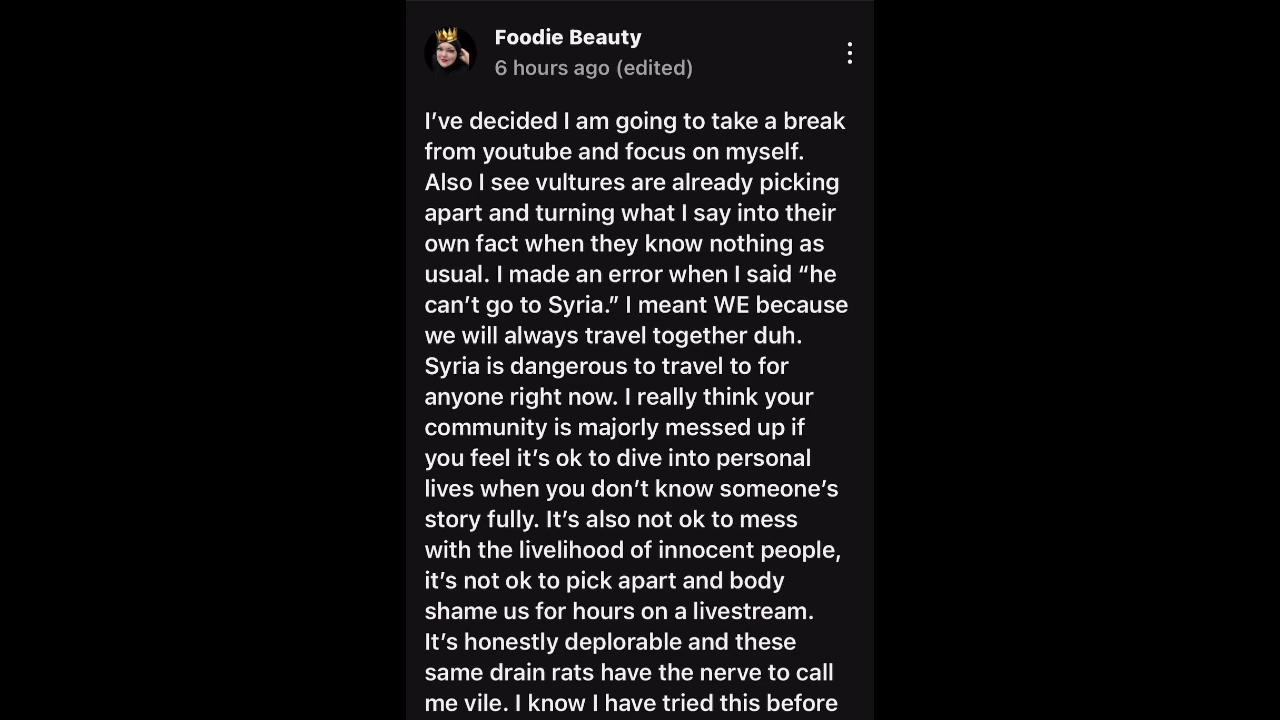 Foodie Beauty
6 hours ago (edited)
I’ve decided I am going to take a break
from youtube and focus on myself.
Also I see vultures are already picking
apart and turning what I say into their
own fact when they know nothing as
usual. I made an error when I said “he
can’t go to Syria.” I meant WE because
we will always travel together duh.
Syria is dangerous to travel to for
anyone right now. I really think your
community is majorly messed up if
you feel it’s ok to dive into personal
lives when you don’t know someone’s
story fully. It’s also not ok to mess
with the livelihood of innocent people,
it’s not ok to pick apart and body
shame us for hours on a livestream.
It’s honestly deplorable and these
same drain rats have the nerve to call
me vile. I know I have tried this before